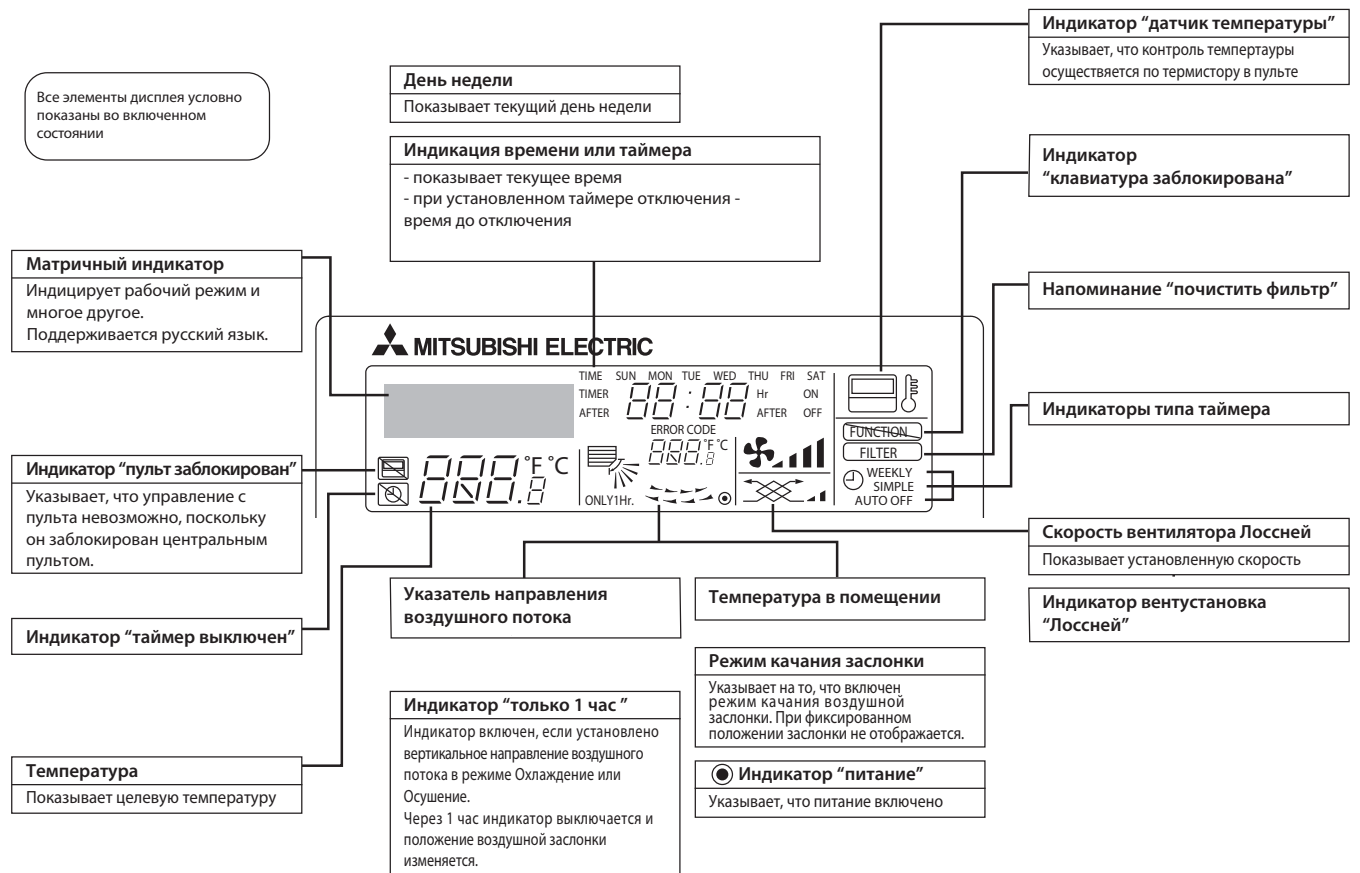 Все элементы дисплея условно
показаны во включенном
состоянии
День недели
Показывает текущий день недели
Индикация времени или таймера
- показывает текущее время
- при установленном таймере отключения -
время до отключения
Индикатор “датчик температуры”
Указывает, что контроль темпертауры
осуществяется по термистору в пульте
Индикатор
“клавиатура заблокирована”
Напоминание “почистить фильтр”
Индикаторы типа таймера
Скорость вентилятора Лоссней
Показывает установленную скорость
Индикатор вентустановка
“Лоссней”
Матричный индикатор
Индицирует рабочий режим и
многое другое.
Поддерживается русский язык.
Индикатор “пульт заблокирован”
Указывает, что управление с
пульта невозможно, поскольку
он заблокирован центральным
пультом.
Индикатор “таймер выключен”
Температура
Показывает целевую температуру
MITSUBISHI ELECTRIC
TIME SUN MON TUE WED THU FRI SAT
TIMER 88:88 Hr ON
AFTER AFTER OFF
ERROR CODE
888.8 °F °C
888.8 °F °C
ONLY1Hr.
FUNCTION
FILTER
WEEKLY
SIMPLE
AUTO OFF
Указатель направления
воздушного потока
Температура в помещении
Индикатор “только 1 час ”
Индикатор включен, если установлено
вертикальное направление воздушного
потока в режиме Охлаждение или
Осушение.
Через 1 час индикатор выключается и
положение воздушной заслонки
изменяется.
Режим качания заслонки
Указывает на то, что включен
режим качания воздушной
заслонки. При фиксированном
положении заслонки не отображается.
Индикатор “питание”
Указывает, что питание включено